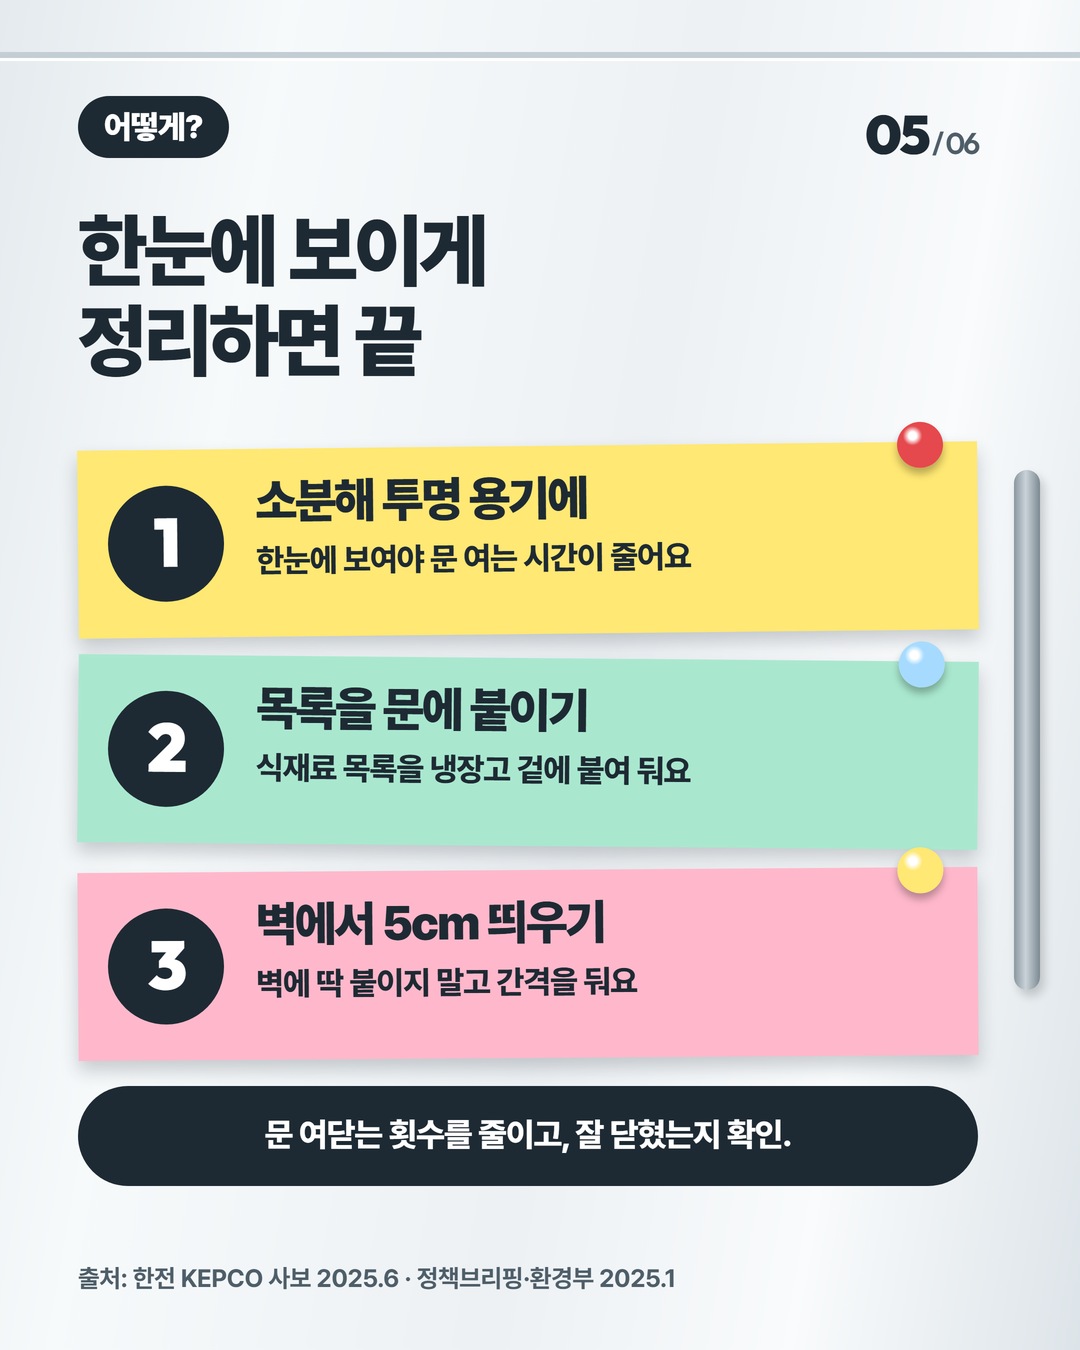 어떻게?
05/06
한눈에 보이게
정리하면 끝
1
소분해 투명 용기에
한눈에 보여야 문 여는 시간이 줄어요
2
목록을 문에 붙이기
식재료 목록을 냉장고 겉에 붙여 둬요
3
벽에서 5cm 띄우기
벽에 딱 붙이지 말고 간격을 둬요
문 여닫는 횟수를 줄이고, 잘 닫혔는지 확인.
출처: 한전 KEPCO 사보 2025.6 · 정책브리핑·환경부 2025.1